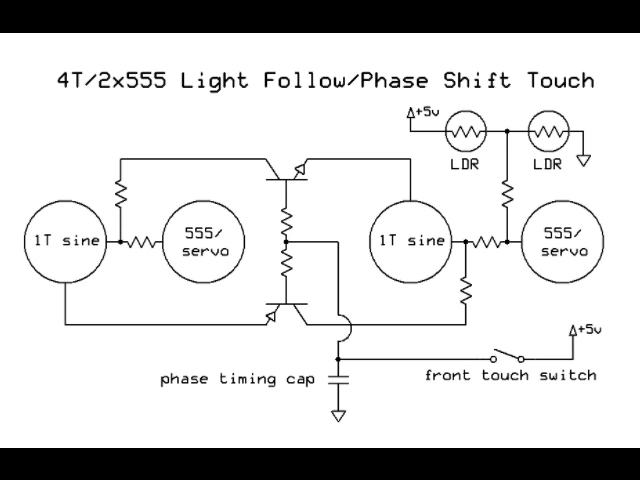 4T/2x555 Light Follow/Phase Shift Touch
+5v
LDR
LDR
1T sine
555/
servo
1T sine
555/
servo
+5v
phase timing cap
front touch switch